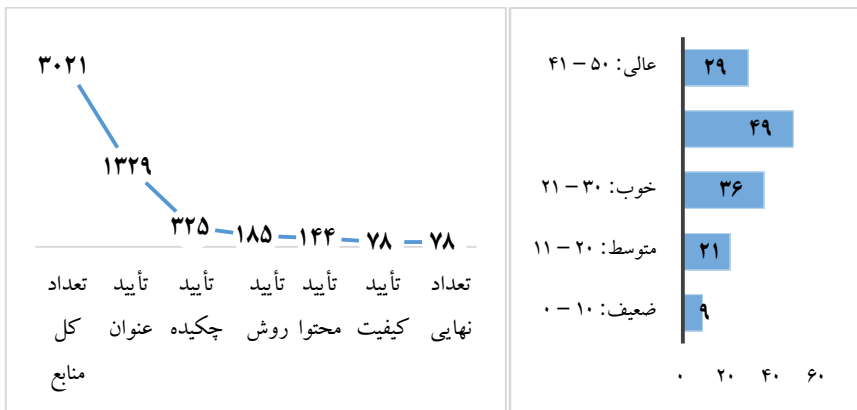 ۳۰۲۱
۱۳۲۹
۳۲۵
۱۸۵
۱۴۴
۷۸
۷۸
تعداد کل منابع
تأیید عنوان
تأیید چکیده
تأیید روش
تأیید محتوا
تأیید کیفیت
تعداد نهایی
عالی: ۵۰ – ۴۱
۲۹
۴۹
خوب: ۳۰ – ۲۱
۳۶
متوسط: ۲۰ – ۱۱
۲۱
ضعیف: ۱۰ – ۰
۹
۰ ۲۰ ۴۰ ۶۰